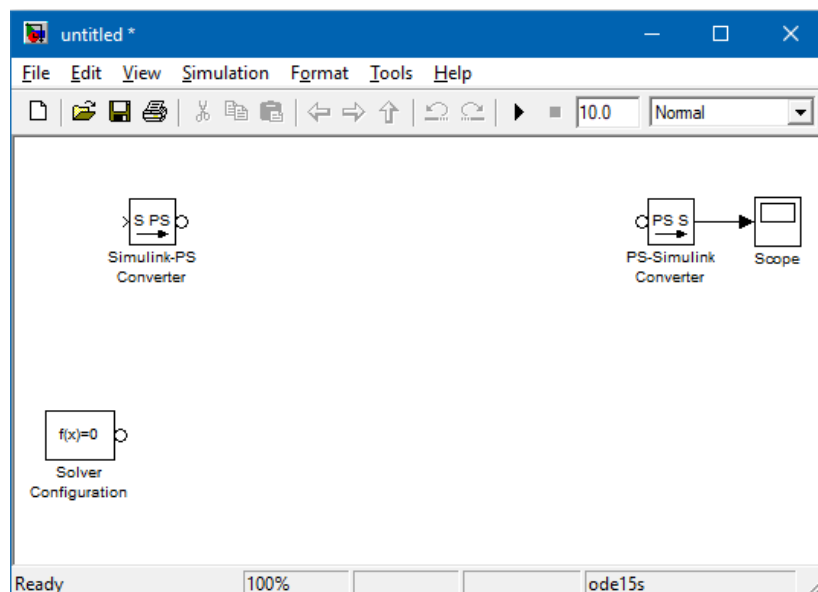 untitled *
File Edit View Simulation Format Tools Help
10.0 Normal
S PS
Simulink-PS
Converter
PS S
PS-Simulink
Converter
Scope
f(x)=0
Solver
Configuration
Ready 100% ode15s